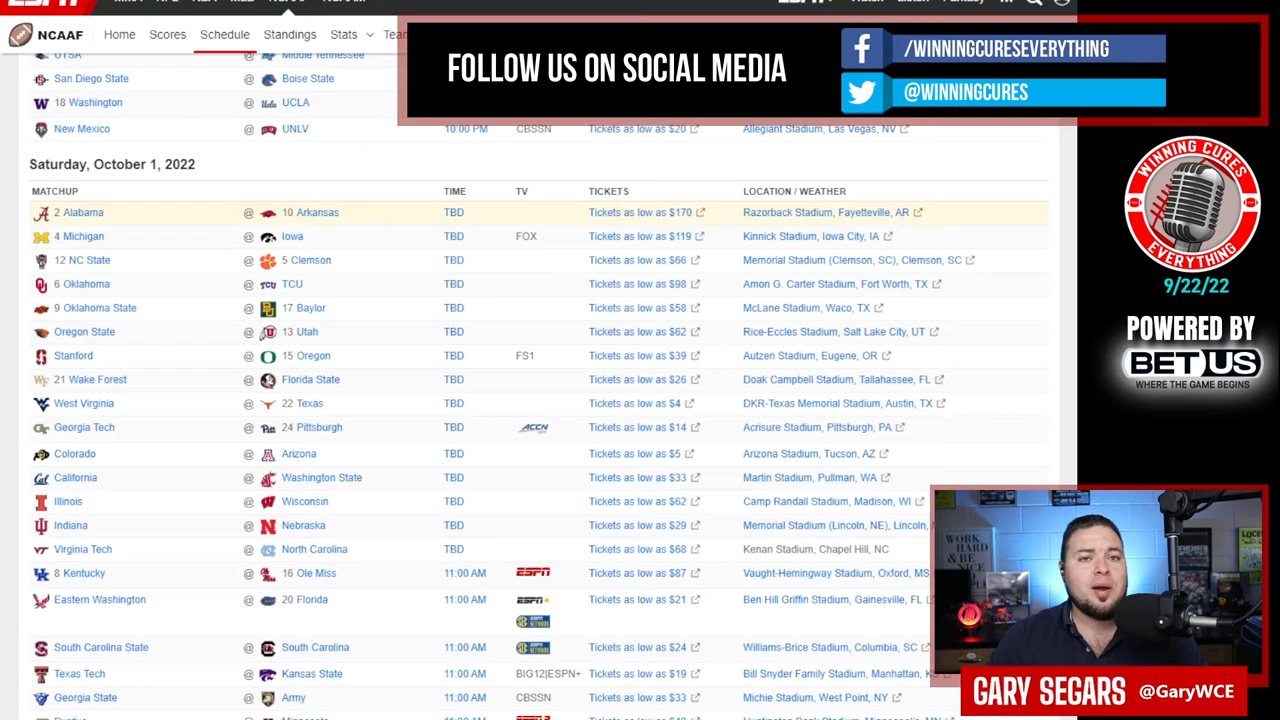 NCAAF Home Scores Schedule Standings Stats
FOLLOW US ON SOCIAL MEDIA
f /WINNINGCURESEVERYTHING
@WINNINGCURES
San Diego State @ Boise State
18 Washington @ Ucla UCLA
New Mexico @ UNLV 10:00 PM CBSSN Tickets as low as $20 Allegiant Stadium, Las Vegas, NV
Saturday, October 1, 2022
MATCHUP TIME TV TICKETS LOCATION / WEATHER
2 Alabama @ 10 Arkansas TBD Tickets as low as $170 Razorback Stadium, Fayetteville, AR
4 Michigan @ Iowa TBD FOX Tickets as low as $119 Kinnick Stadium, Iowa City, IA
12 NC State @ 5 Clemson TBD Tickets as low as $66 Memorial Stadium (Clemson, SC), Clemson, SC
6 Oklahoma @ TCU TCU TBD Tickets as low as $98 Amon G. Carter Stadium, Fort Worth, TX
9 Oklahoma State @ 17 Baylor TBD Tickets as low as $58 McLane Stadium, Waco, TX
Oregon State @ 13 Utah TBD Tickets as low as $62 Rice-Eccles Stadium, Salt Lake City, UT
Stanford @ 15 Oregon TBD FS1 Tickets as low as $39 Autzen Stadium, Eugene, OR
WF 21 Wake Forest @ Florida State TBD Tickets as low as $26 Doak Campbell Stadium, Tallahassee, FL
West Virginia @ 22 Texas TBD Tickets as low as $4 DKR-Texas Memorial Stadium, Austin, TX
Georgia Tech @ Pitt 24 Pittsburgh TBD ACCN Tickets as low as $14 Acrisure Stadium, Pittsburgh, PA
Colorado @ Arizona TBD Tickets as low as $5 Arizona Stadium, Tucson, AZ
Cal California @ Washington State TBD Tickets as low as $33 Martin Stadium, Pullman, WA
Illinois @ Wisconsin TBD Tickets as low as $62 Camp Randall Stadium, Madison, WI
Indiana @ Nebraska TBD Tickets as low as $29 Memorial Stadium (Lincoln, NE), Lincoln,
VT Virginia Tech @ North Carolina TBD Tickets as low as $68 Kenan Stadium, Chapel Hill, NC
8 Kentucky @ 16 Ole Miss 11:00 AM ESPN Tickets as low as $87 Vaught-Hemingway Stadium, Oxford, MS
Eastern Washington @ 20 Florida 11:00 AM ESPN+ Tickets as low as $21 Ben Hill Griffin Stadium, Gainesville, FL
South Carolina State @ South Carolina 11:00 AM Tickets as low as $24 Williams-Brice Stadium, Columbia, SC
Texas Tech @ Kansas State 11:00 AM BIG12|ESPN+ Tickets as low as $19 Bill Snyder Family Stadium, Manhattan,
Georgia State @ Army 11:00 AM CBSSN Tickets as low as $33 Michie Stadium, West Point, NY
WINNING CURES
EVERYTHING
9/22/22
POWERED BY
BETUS
WHERE THE GAME BEGINS
WORK
HARD &
BE
GARY SEGARS @GaryWCE